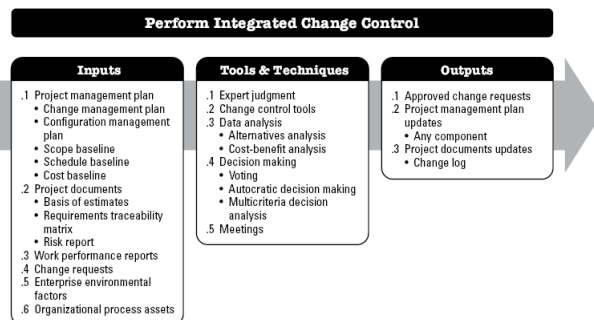 Perform Integrated Change Control
Inputs
.1 Project management plan
• Change management plan
• Configuration management
plan
• Scope baseline
• Schedule baseline
• Cost baseline
.2 Project documents
• Basis of estimates
• Requirements traceability
matrix
• Risk report
.3 Work performance reports
.4 Change requests
.5 Enterprise environmental
factors
.6 Organizational process assets
Tools & Techniques
.1 Expert judgment
.2 Change control tools
.3 Data analysis
• Alternatives analysis
• Cost-benefit analysis
.4 Decision making
• Voting
• Autocratic decision making
• Multicriteria decision
analysis
.5 Meetings
Outputs
.1 Approved change requests
.2 Project management plan
updates
• Any component
.3 Project documents updates
• Change log